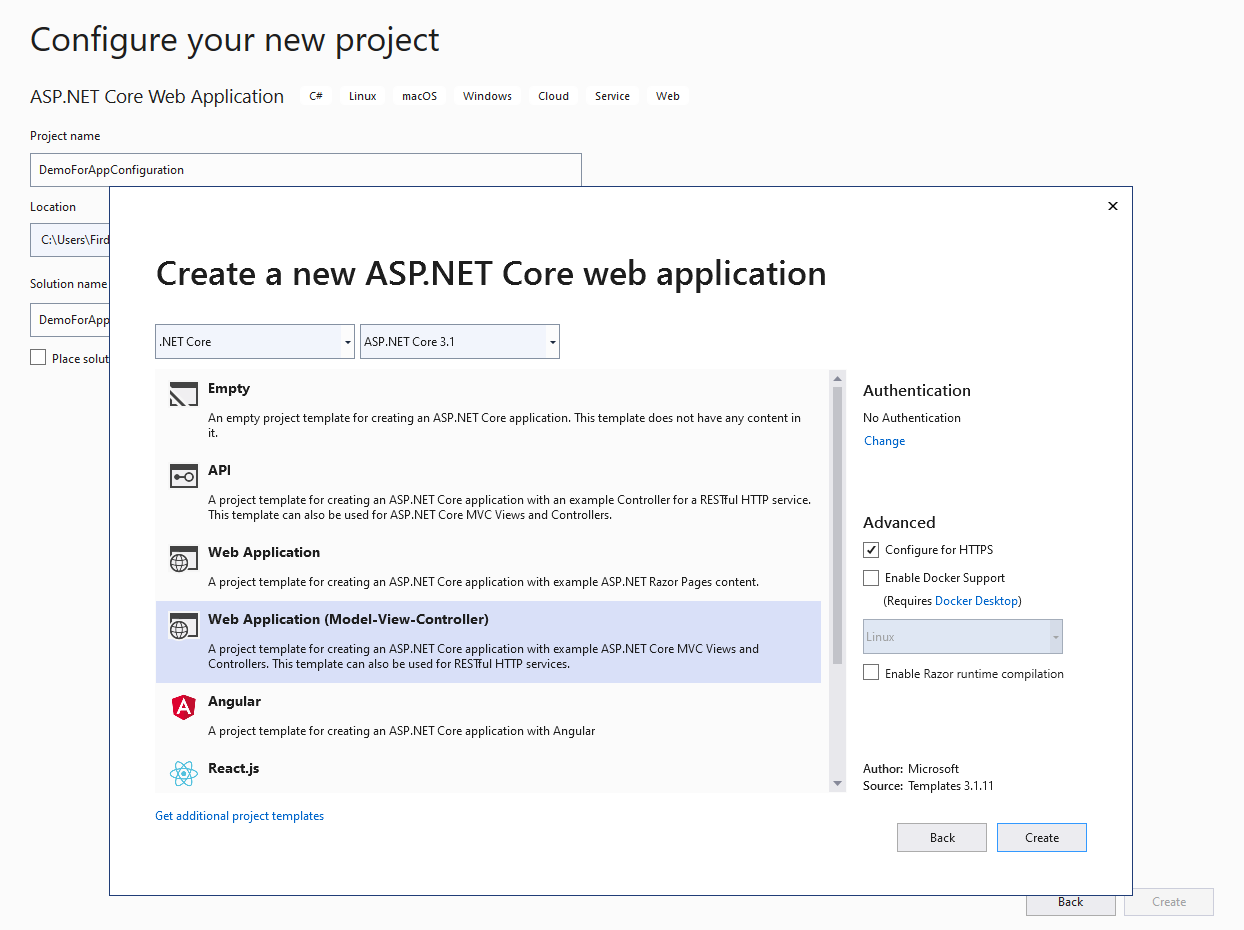 Configure your new project
ASP.NET Core Web Application C# Linux macOS Windows Cloud Service Web
Project name
DemoForAppConfiguration
Location
C:\Users\Fird
Solution name
DemoForApp
Place solut
Create a new ASP.NET Core web application
.NET Core ASP.NET Core 3.1
Empty
An empty project template for creating an ASP.NET Core application. This template does not have any content in
it.
API
A project template for creating an ASP.NET Core application with an example Controller for a RESTful HTTP service.
This template can also be used for ASP.NET Core MVC Views and Controllers.
Web Application
A project template for creating an ASP.NET Core application with example ASP.NET Razor Pages content.
Web Application (Model-View-Controller)
A project template for creating an ASP.NET Core application with example ASP.NET Core MVC Views and
Controllers. This template can also be used for RESTful HTTP services.
Angular
A project template for creating an ASP.NET Core application with Angular
React.js
Get additional project templates
Authentication
No Authentication
Change
Advanced
Configure for HTTPS
Enable Docker Support
(Requires Docker Desktop)
Linux
Enable Razor runtime compilation
Author: Microsoft
Source: Templates 3.1.11
Back Create
Back Create